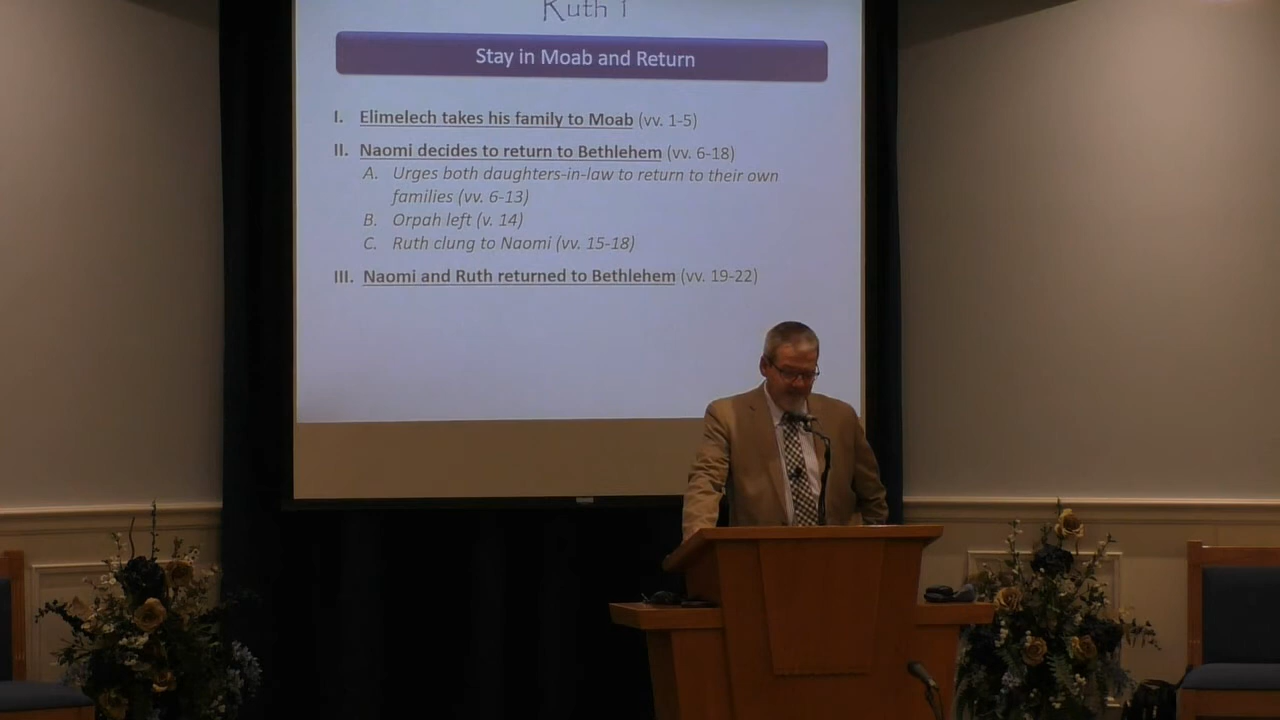 Ruth 1
Stay in Moab and Return
I. Elimelech takes his family to Moab (vv. 1-5)
II. Naomi decides to return to Bethlehem (vv. 6-18)
A. Urges both daughters-in-law to return to their own
families (vv. 6-13)
B. Orpah left (v. 14)
C. Ruth clung to Naomi (vv. 15-18)
III. Naomi and Ruth returned to Bethlehem (vv. 19-22)